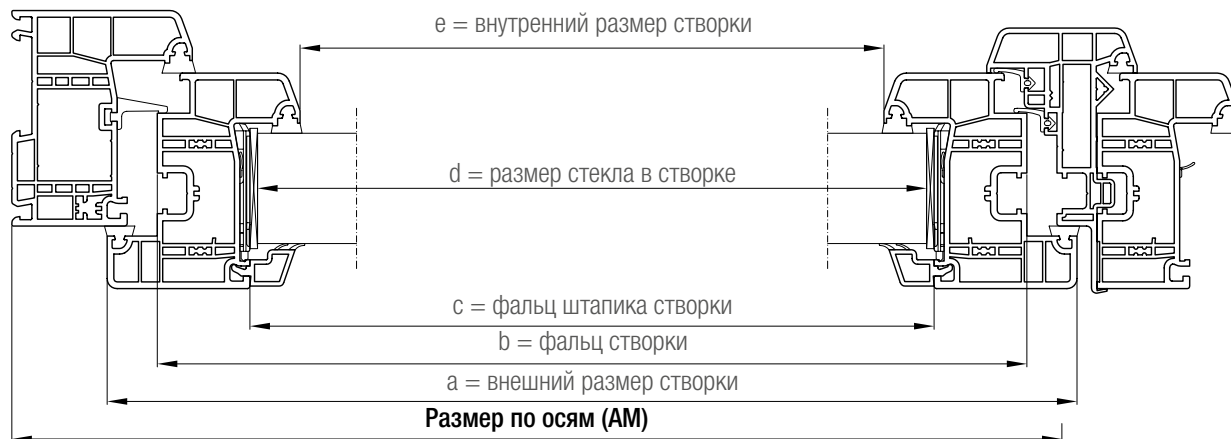 e = внутренний размер створки
d = размер стекла в створке
c = фальц штапика створки
b = фальц створки
a = внешний размер створки
Размер по осям (AM)